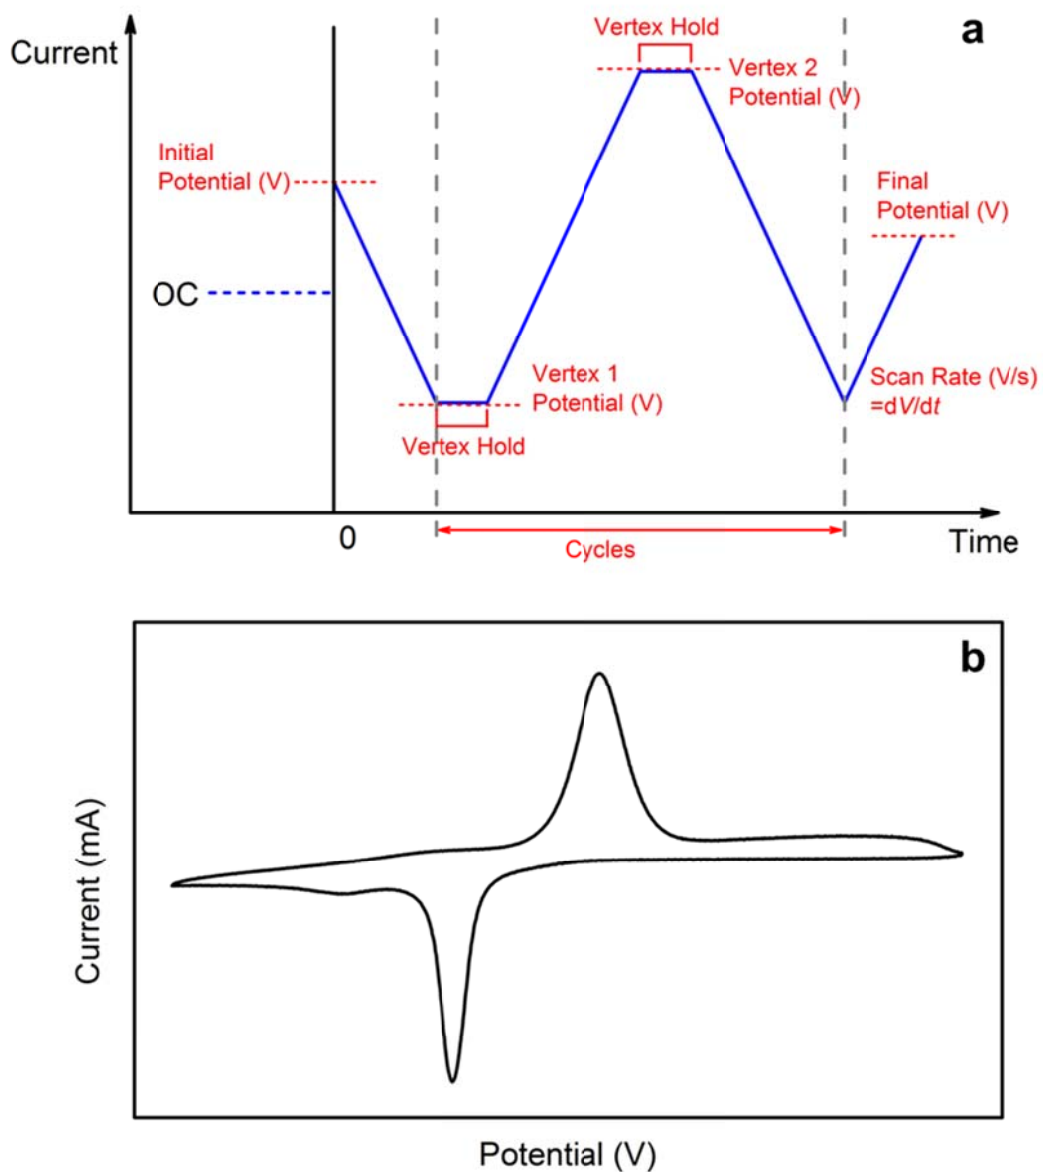 a
Current
Vertex Hold
Vertex 2
Potential (V)
Initial
Potential (V)
Final
Potential (V)
OC
Vertex 1
Potential (V)
Scan Rate (V/s)
=dV/dt
Vertex Hold
0
Cycles
Time
b
Current (mA)
Potential (V)